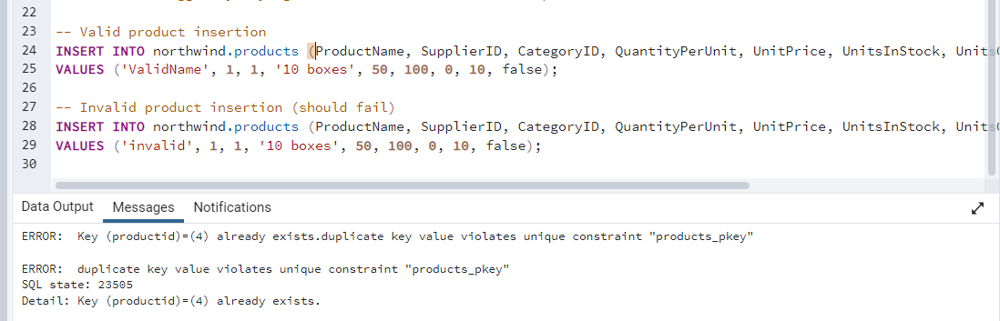 22
23 -- Valid product insertion
24 INSERT INTO northwind.products (ProductName, SupplierID, CategoryID, QuantityPerUnit, UnitPrice, UnitsInStock, Units
25 VALUES ('ValidName', 1, 1, '10 boxes', 50, 100, 0, 10, false);
26
27 -- Invalid product insertion (should fail)
28 INSERT INTO northwind.products (ProductName, SupplierID, CategoryID, QuantityPerUnit, UnitPrice, UnitsInStock, Units
29 VALUES ('invalid', 1, 1, '10 boxes', 50, 100, 0, 10, false);
30
Data Output Messages Notifications
ERROR:  Key (productid)=(4) already exists.duplicate key value violates unique constraint "products_pkey"
ERROR:  duplicate key value violates unique constraint "products_pkey"
SQL state: 23505
Detail: Key (productid)=(4) already exists.